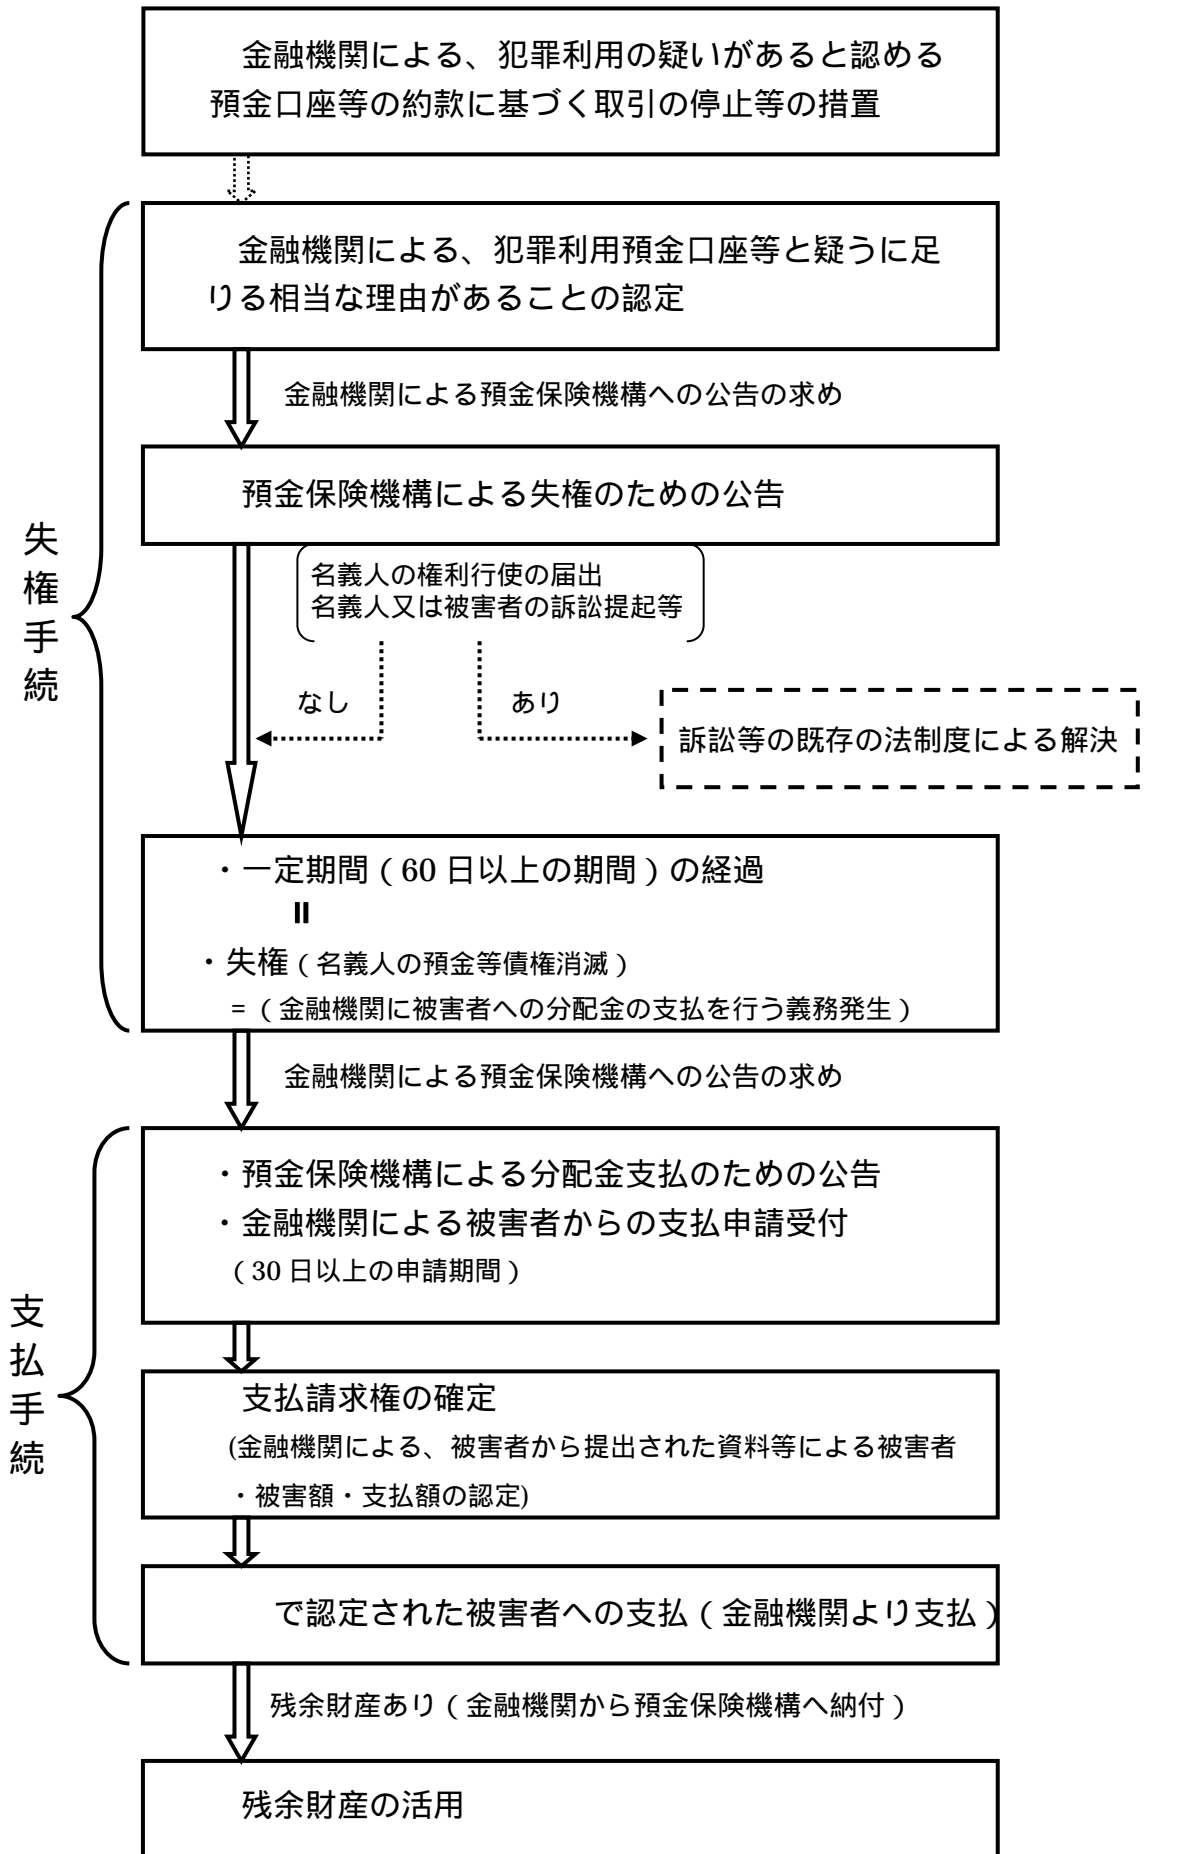 金融機関による、犯罪利用の疑いがあると認める
預金口座等の約款に基づく取引の停止等の措置
失権手続
金融機関による、犯罪利用預金口座等と疑うに足
りる相当な理由があることの認定
金融機関による預金保険機構への公告の求め
預金保険機構による失権のための公告
名義人の権利行使の届出
名義人又は被害者の訴訟提起等
なし
あり
訴訟等の既存の法制度による解決
・一定期間(60日以上の期間)の経過
=
・失権(名義人の預金等債権消滅)
=(金融機関に被害者への分配金の支払を行う義務発生)
金融機関による預金保険機構への公告の求め
支払手続
・預金保険機構による分配金支払のための公告
・金融機関による被害者からの支払申請受付
(30日以上の申請期間)
支払請求権の確定
(金融機関による、被害者から提出された資料等による被害者
・被害額・支払額の認定)
で認定された被害者への支払(金融機関より支払)
残余財産あり(金融機関から預金保険機構へ納付)
残余財産の活用